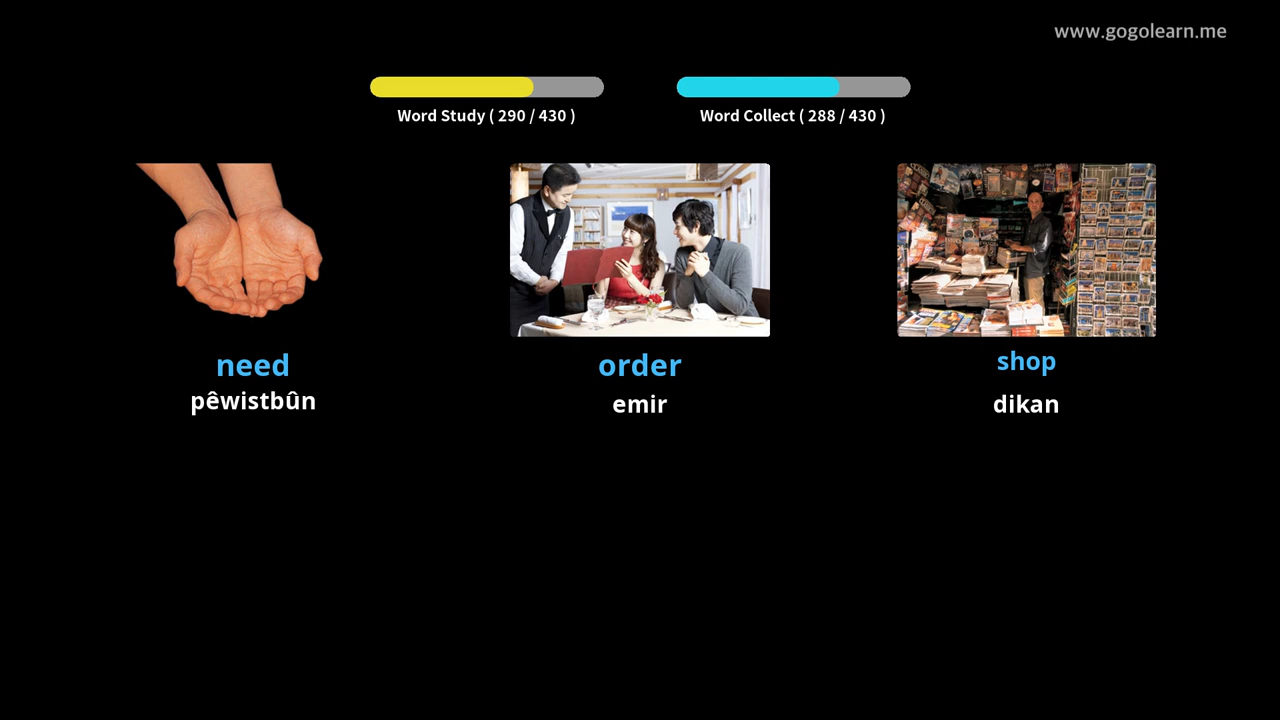 www.gogolearn.me
Word Study ( 290 / 430 )
Word Collect ( 288 / 430 )
need
order
shop
pêwistbûn
emir
dikan